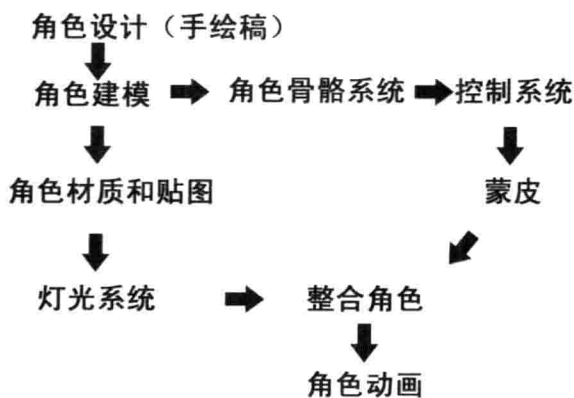 角色设计（手绘稿）
角色建模 角色骨骼系统 控制系统
角色材质和贴图 蒙皮
灯光系统 整合角色
角色动画